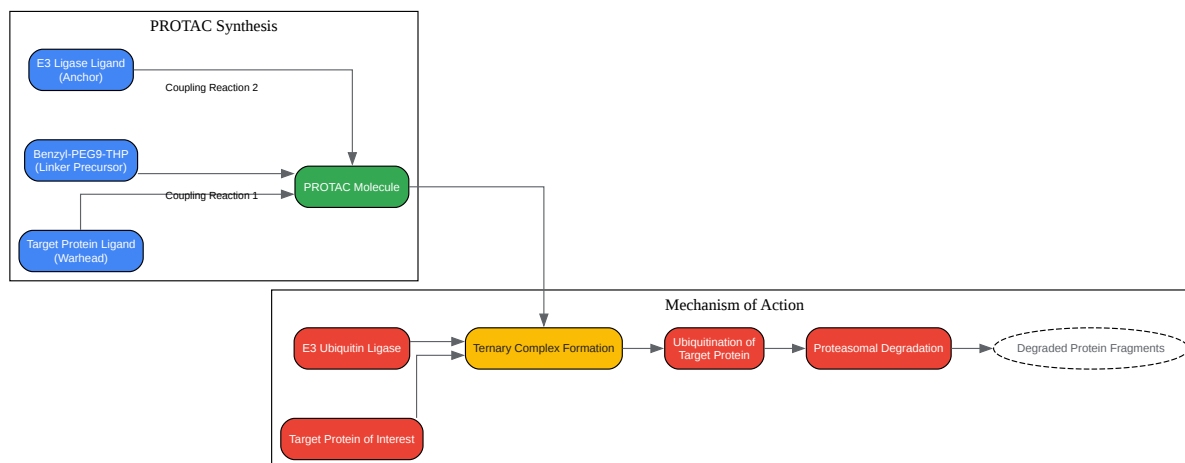 PROTAC Synthesis
E3 Ligase Ligand
(Anchor)
Coupling Reaction 2
Benzyl-PEG9-THP
(Linker Precursor)
PROTAC Molecule
Coupling Reaction 1
Target Protein Ligand
(Warhead)
Mechanism of Action
E3 Ubiquitin Ligase
Ternary Complex Formation
Ubiquitination of
Target Protein
Proteasomal Degradation
Degraded Protein Fragments
Target Protein of Interest